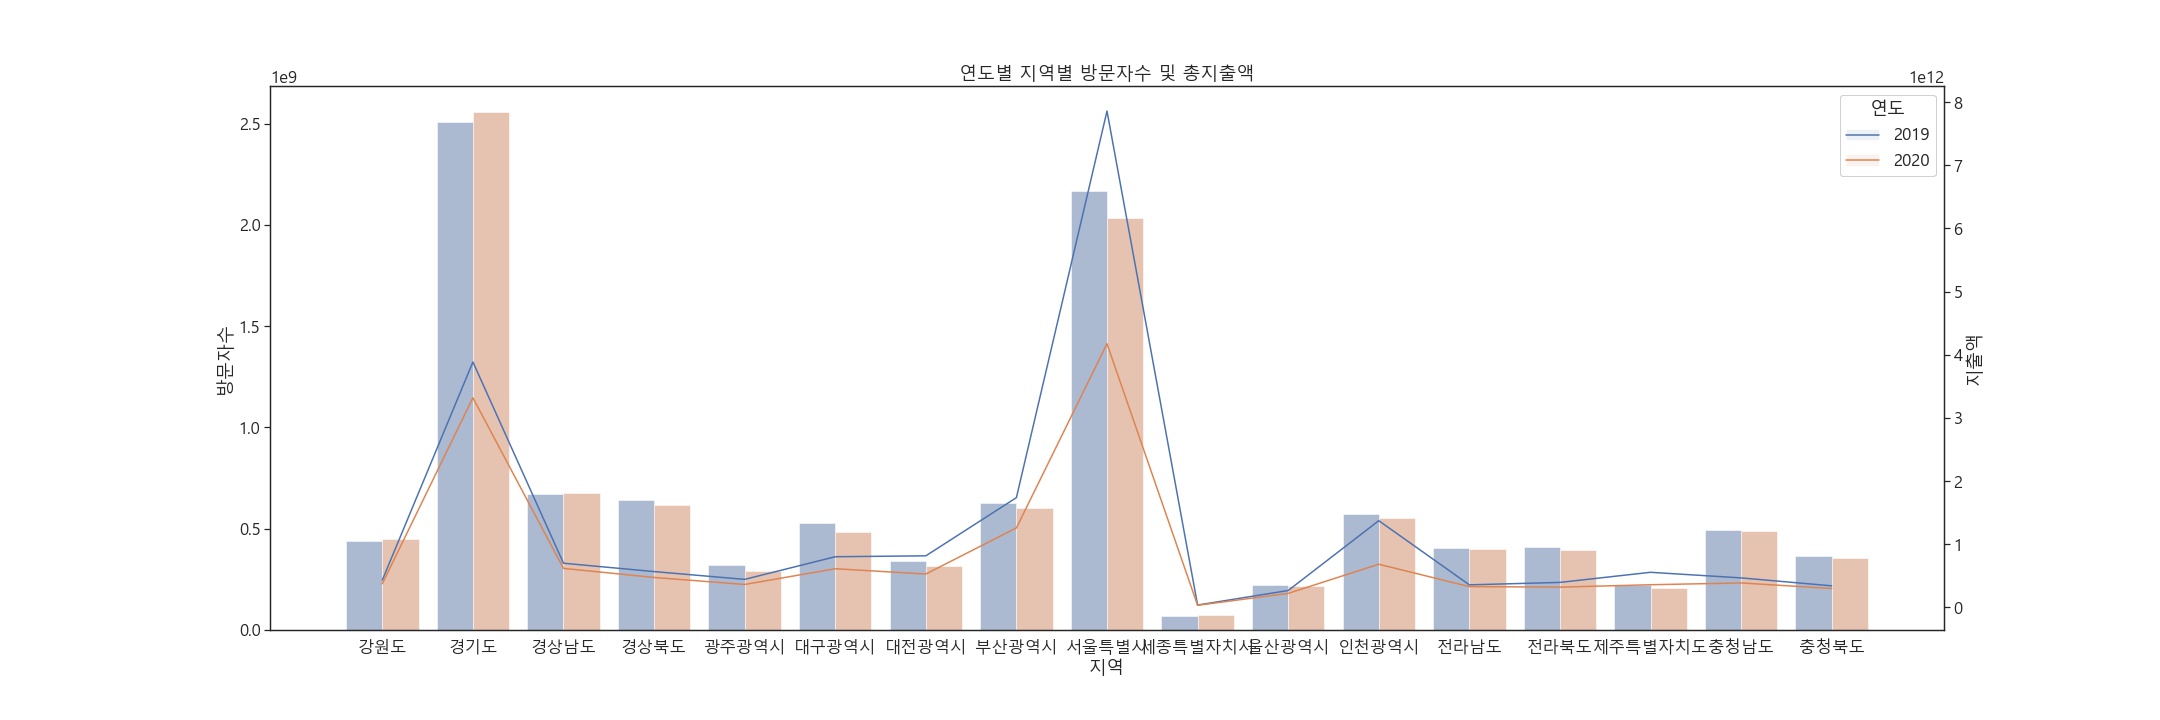 연도별 지역별 방문자수 및 총지출액
1e9
1e12
2.5
2.0
1.5
1.0
0.5
0.0
방문자수
8
7
6
5
4
3
2
1
0
지출액
연도
2019
2020
강원도 경기도 경상남도 경상북도 광주광역시 대구광역시 대전광역시 부산광역시 서울특별시 세종특별자치시 울산광역시 인천광역시 전라남도 전라북도 제주특별자치도 충청남도 충청북도
지역